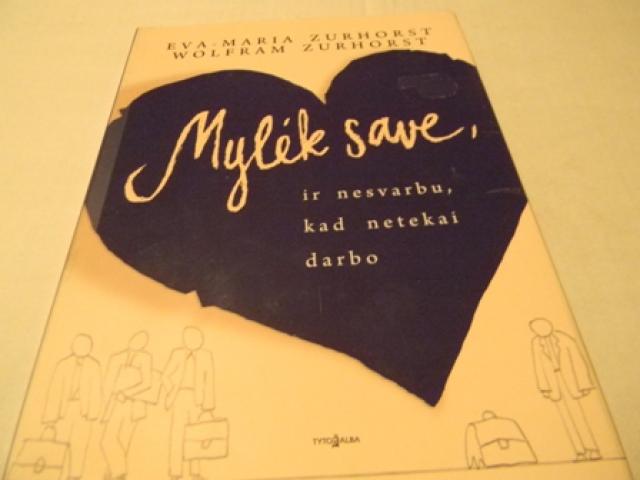 EVA-MARIA ZURHORST
WOLFRAM ZURHORST
Mylėk save,
ir nesvarbu,
kad netekai
darbo
TYTO ALBA